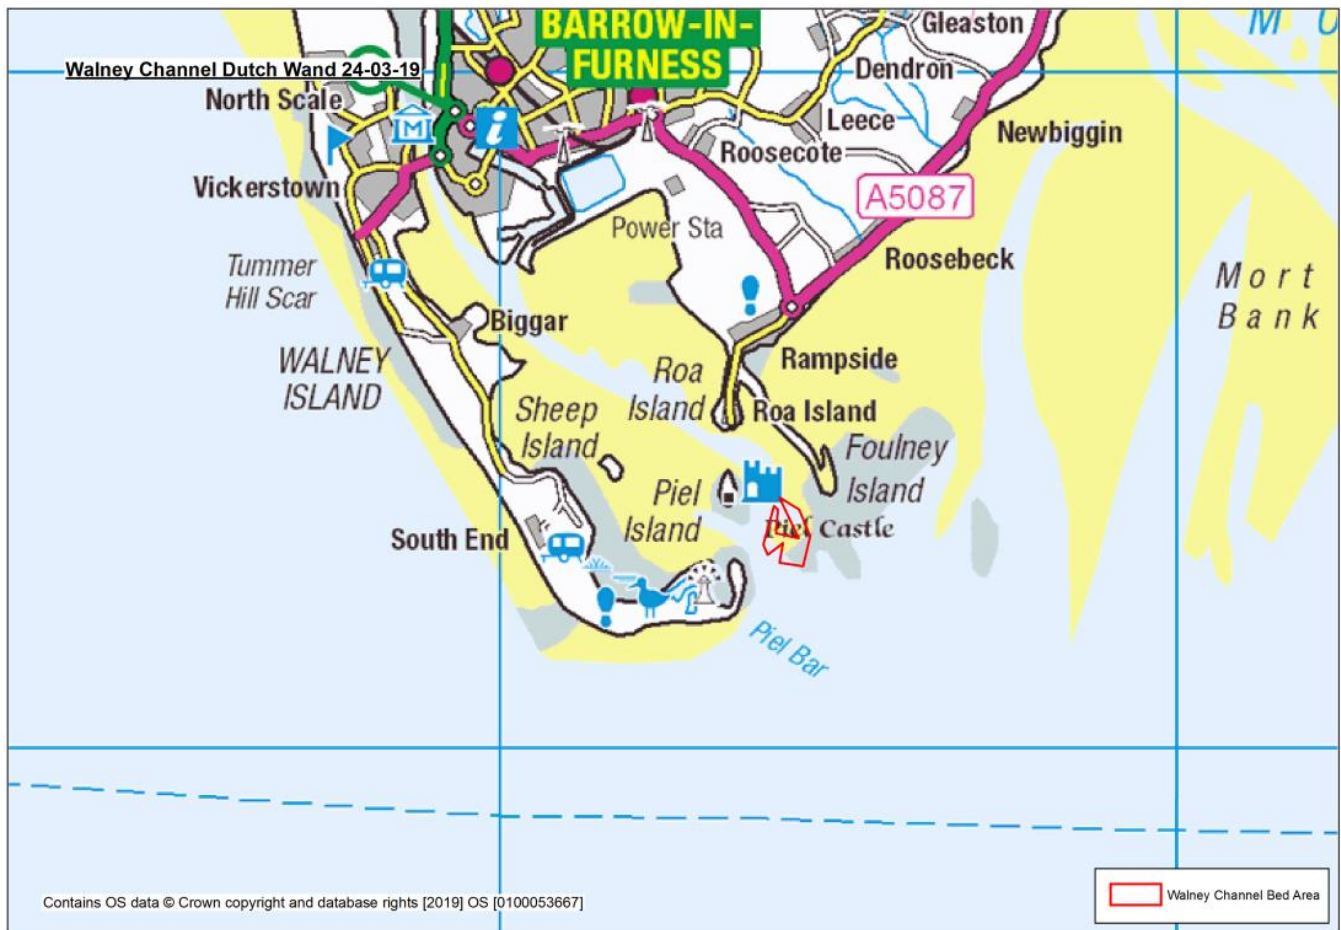 BARROW-IN-
FURNESS
Gleaston
M
Walney Channel Dutch Wand 24-03-19
Dendron
North Scale
M
i
Leece
Newbiggin
Roosecote
Vickerstown
A5087
Power Sta
Tummer
Hill Scar
Roosebeck
Mort
Bank
Biggar
WALNEY
ISLAND
Roa
Island
Rampside
Sheep
Island
Roa Island
Foulney
Island
Piel
Island
Piel Castle
South End
Piel Bar
Contains OS data © Crown copyright and database rights [2019] OS [0100053667]
Walney Channel Bed Area